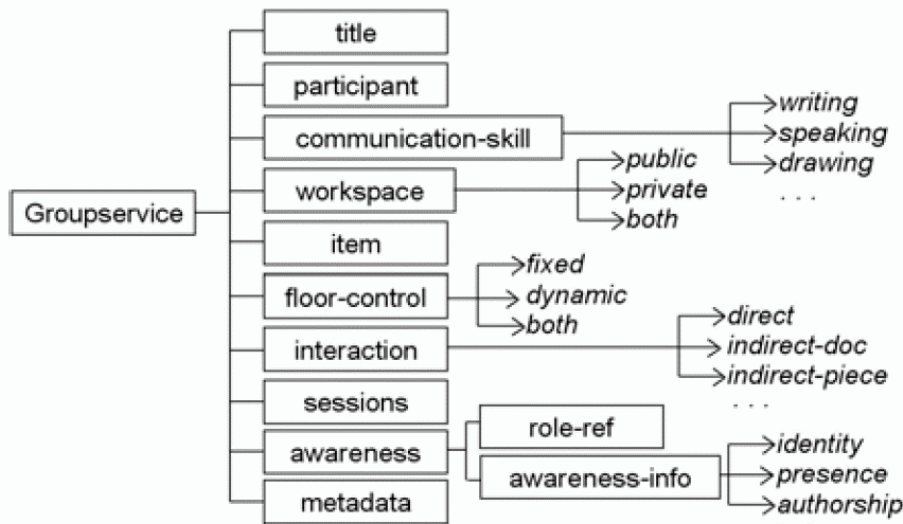 title
participant
communication-skill
writing
speaking
drawing
. . .
workspace
public
private
both
Groupservice
item
floor-control
fixed
dynamic
both
interaction
direct
indirect-doc
indirect-piece
. . .
sessions
awareness
role-ref
awareness-info
identity
presence
authorship
metadata